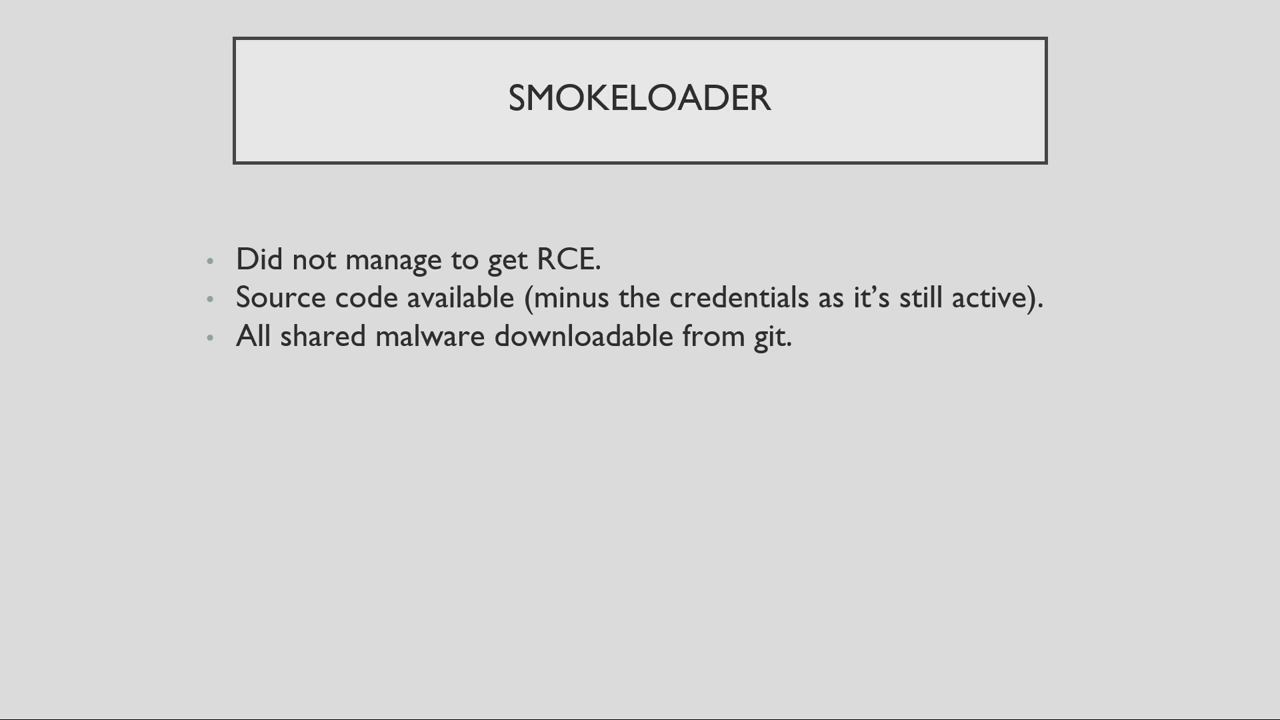 SMOKELOADER
• Did not manage to get RCE.
• Source code available (minus the credentials as it’s still active).
• All shared malware downloadable from git.